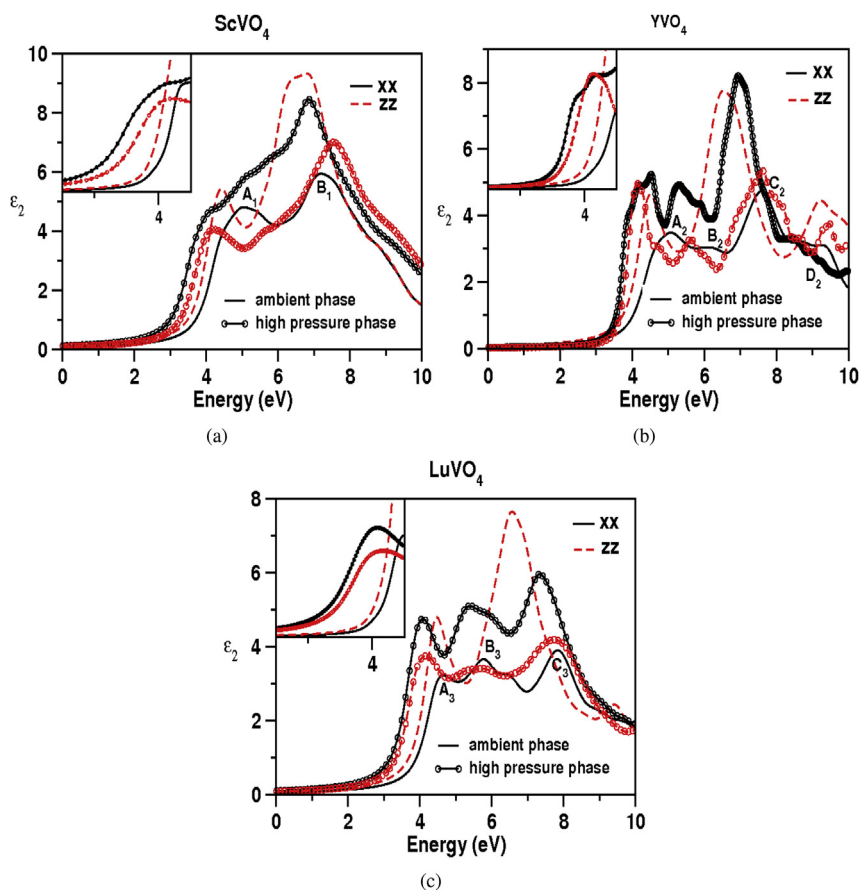 ScVO₄
10
8
6
4
2
0
ε₂
4
xx
zz
A₁
B₁
ambient phase
high pressure phase
0 2 4 6 8 10
Energy (eV)
(a)
YVO₄
8
6
4
2
0
ε₂
4
xx
zz
A₂
B₂
C₂
D₂
ambient phase
high pressure phase
0 2 4 6 8 10
Energy (eV)
(b)
LuVO₄
8
6
4
2
0
ε₂
4
xx
zz
A₃
B₃
C₃
ambient phase
high pressure phase
0 2 4 6 8 10
Energy (eV)
(c)